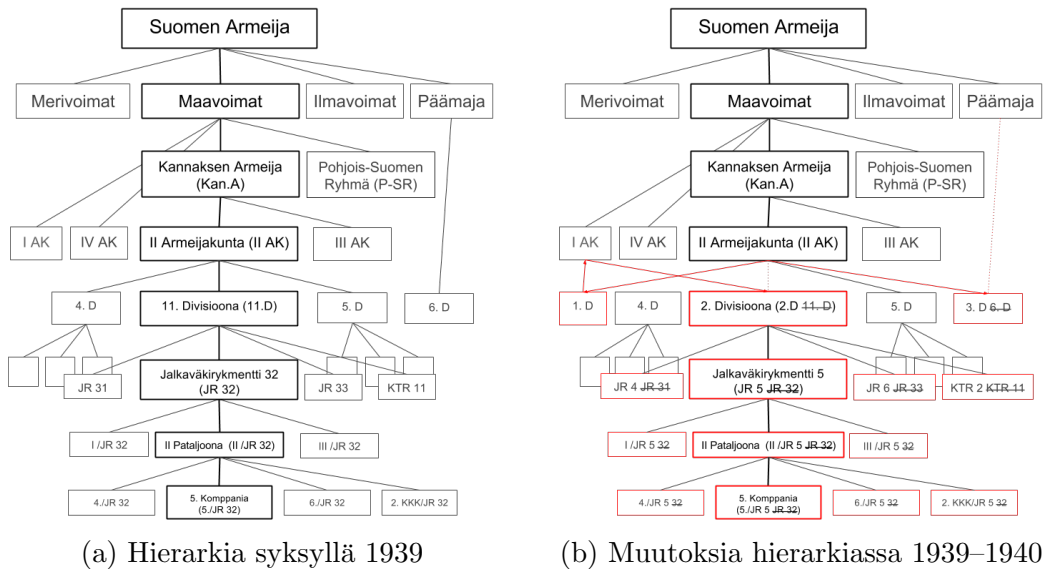 Suomen Armeija
Merivoimat
Maavoimat
Ilmavoimat
Päämaja
Kannaksen Armeija
(Kan.A)
Pohjois-Suomen
Ryhmä (P-SR)
I AK
IV AK
II Armeijakunta (II AK)
III AK
4. D
11. Divisioona (11.D)
5. D
6. D
JR 31
Jalkaväkirykmentti 32
(JR 32)
JR 33
KTR 11
I /JR 32
II Pataljoona (II /JR 32)
III /JR 32
4./JR 32
5. Komppania
(5./JR 32)
6./JR 32
2. KKK/JR 32
(a) Hierarkia syksyllä 1939
Suomen Armeija
Merivoimat
Maavoimat
Ilmavoimat
Päämaja
Kannaksen Armeija
(Kan.A)
Pohjois-Suomen
Ryhmä (P-SR)
I AK
IV AK
II Armeijakunta (II AK)
III AK
1. D
4. D
2. Divisioona (2.D 11. D)
5. D
3. D 6. D
JR 4 JR 31
Jalkaväkirykmentti 5
(JR 5 JR 32)
JR 6 JR 33
KTR 2 KTR 11
I /JR 5 32
II Pataljoona (II /JR 5 JR 32)
III /JR 5 32
4./JR 5 32
5. Komppania
(5./JR 5 JR 32)
6./JR 5 32
2. KKK/JR 5 32
(b) Muutoksia hierarkiassa 1939–1940